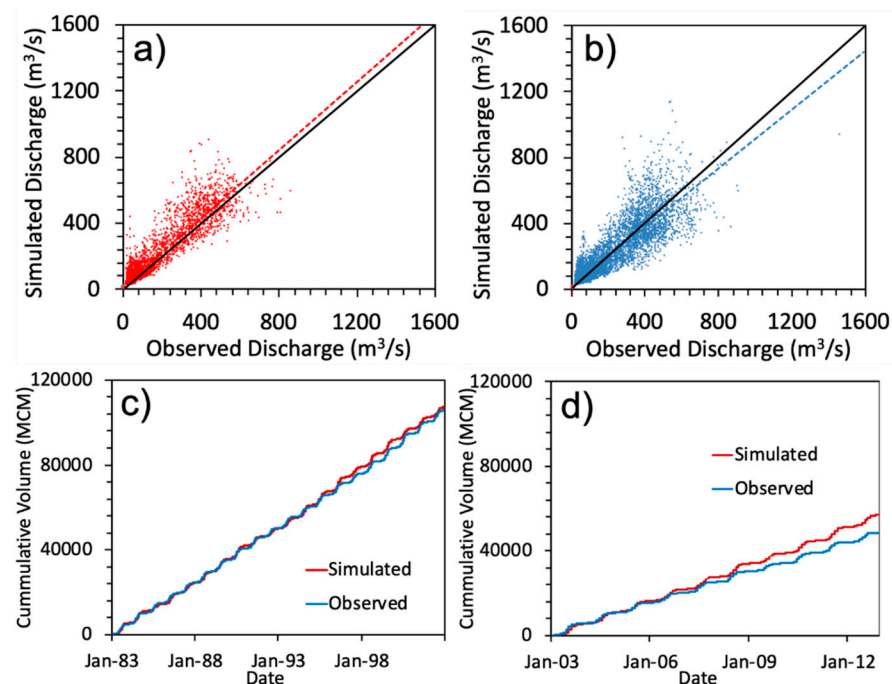 a)
Simulated Discharge (m³/s)
1600
1200
800
400
0
0 400 800 1200 1600
Observed Discharge (m³/s)
b)
Simulated Discharge (m³/s)
1600
1200
800
400
0
0 400 800 1200 1600
Observed Discharge (m³/s)
c)
Cummulative Volume (MCM)
120000
80000
40000
0
Simulated
Observed
Jan-83 Jan-88 Jan-93 Jan-98
Date
d)
Cummulative Volume (MCM)
120000
80000
40000
0
Simulated
Observed
Jan-03 Jan-06 Jan-09 Jan-12
Date